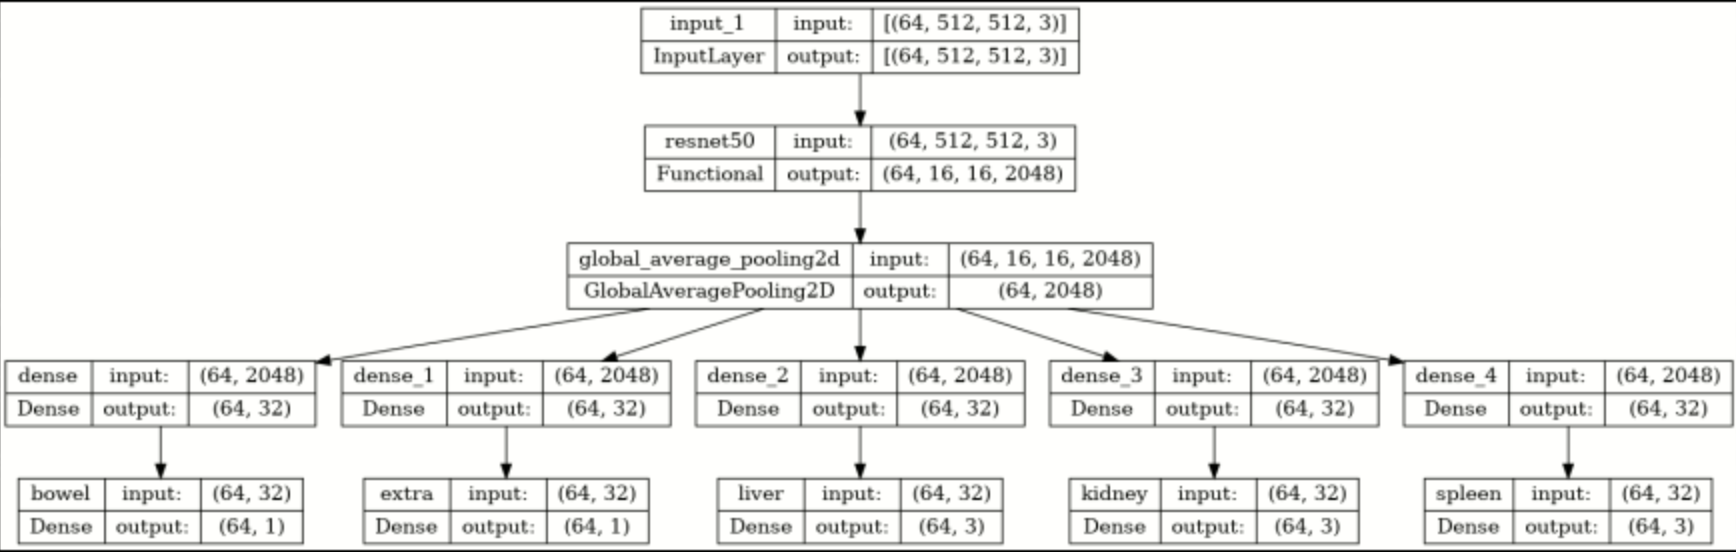 input_1 input: [(64, 512, 512, 3)]
InputLayer output: [(64, 512, 512, 3)]
resnet50 input: (64, 512, 512, 3)
Functional output: (64, 16, 16, 2048)
global_average_pooling2d input: (64, 16, 16, 2048)
GlobalAveragePooling2D output: (64, 2048)
dense input: (64, 2048)
Dense output: (64, 32)
dense_1 input: (64, 2048)
Dense output: (64, 32)
dense_2 input: (64, 2048)
Dense output: (64, 32)
dense_3 input: (64, 2048)
Dense output: (64, 32)
dense_4 input: (64, 2048)
Dense output: (64, 32)
bowel input: (64, 32)
Dense output: (64, 1)
extra input: (64, 32)
Dense output: (64, 1)
liver input: (64, 32)
Dense output: (64, 3)
kidney input: (64, 32)
Dense output: (64, 3)
spleen input: (64, 32)
Dense output: (64, 3)